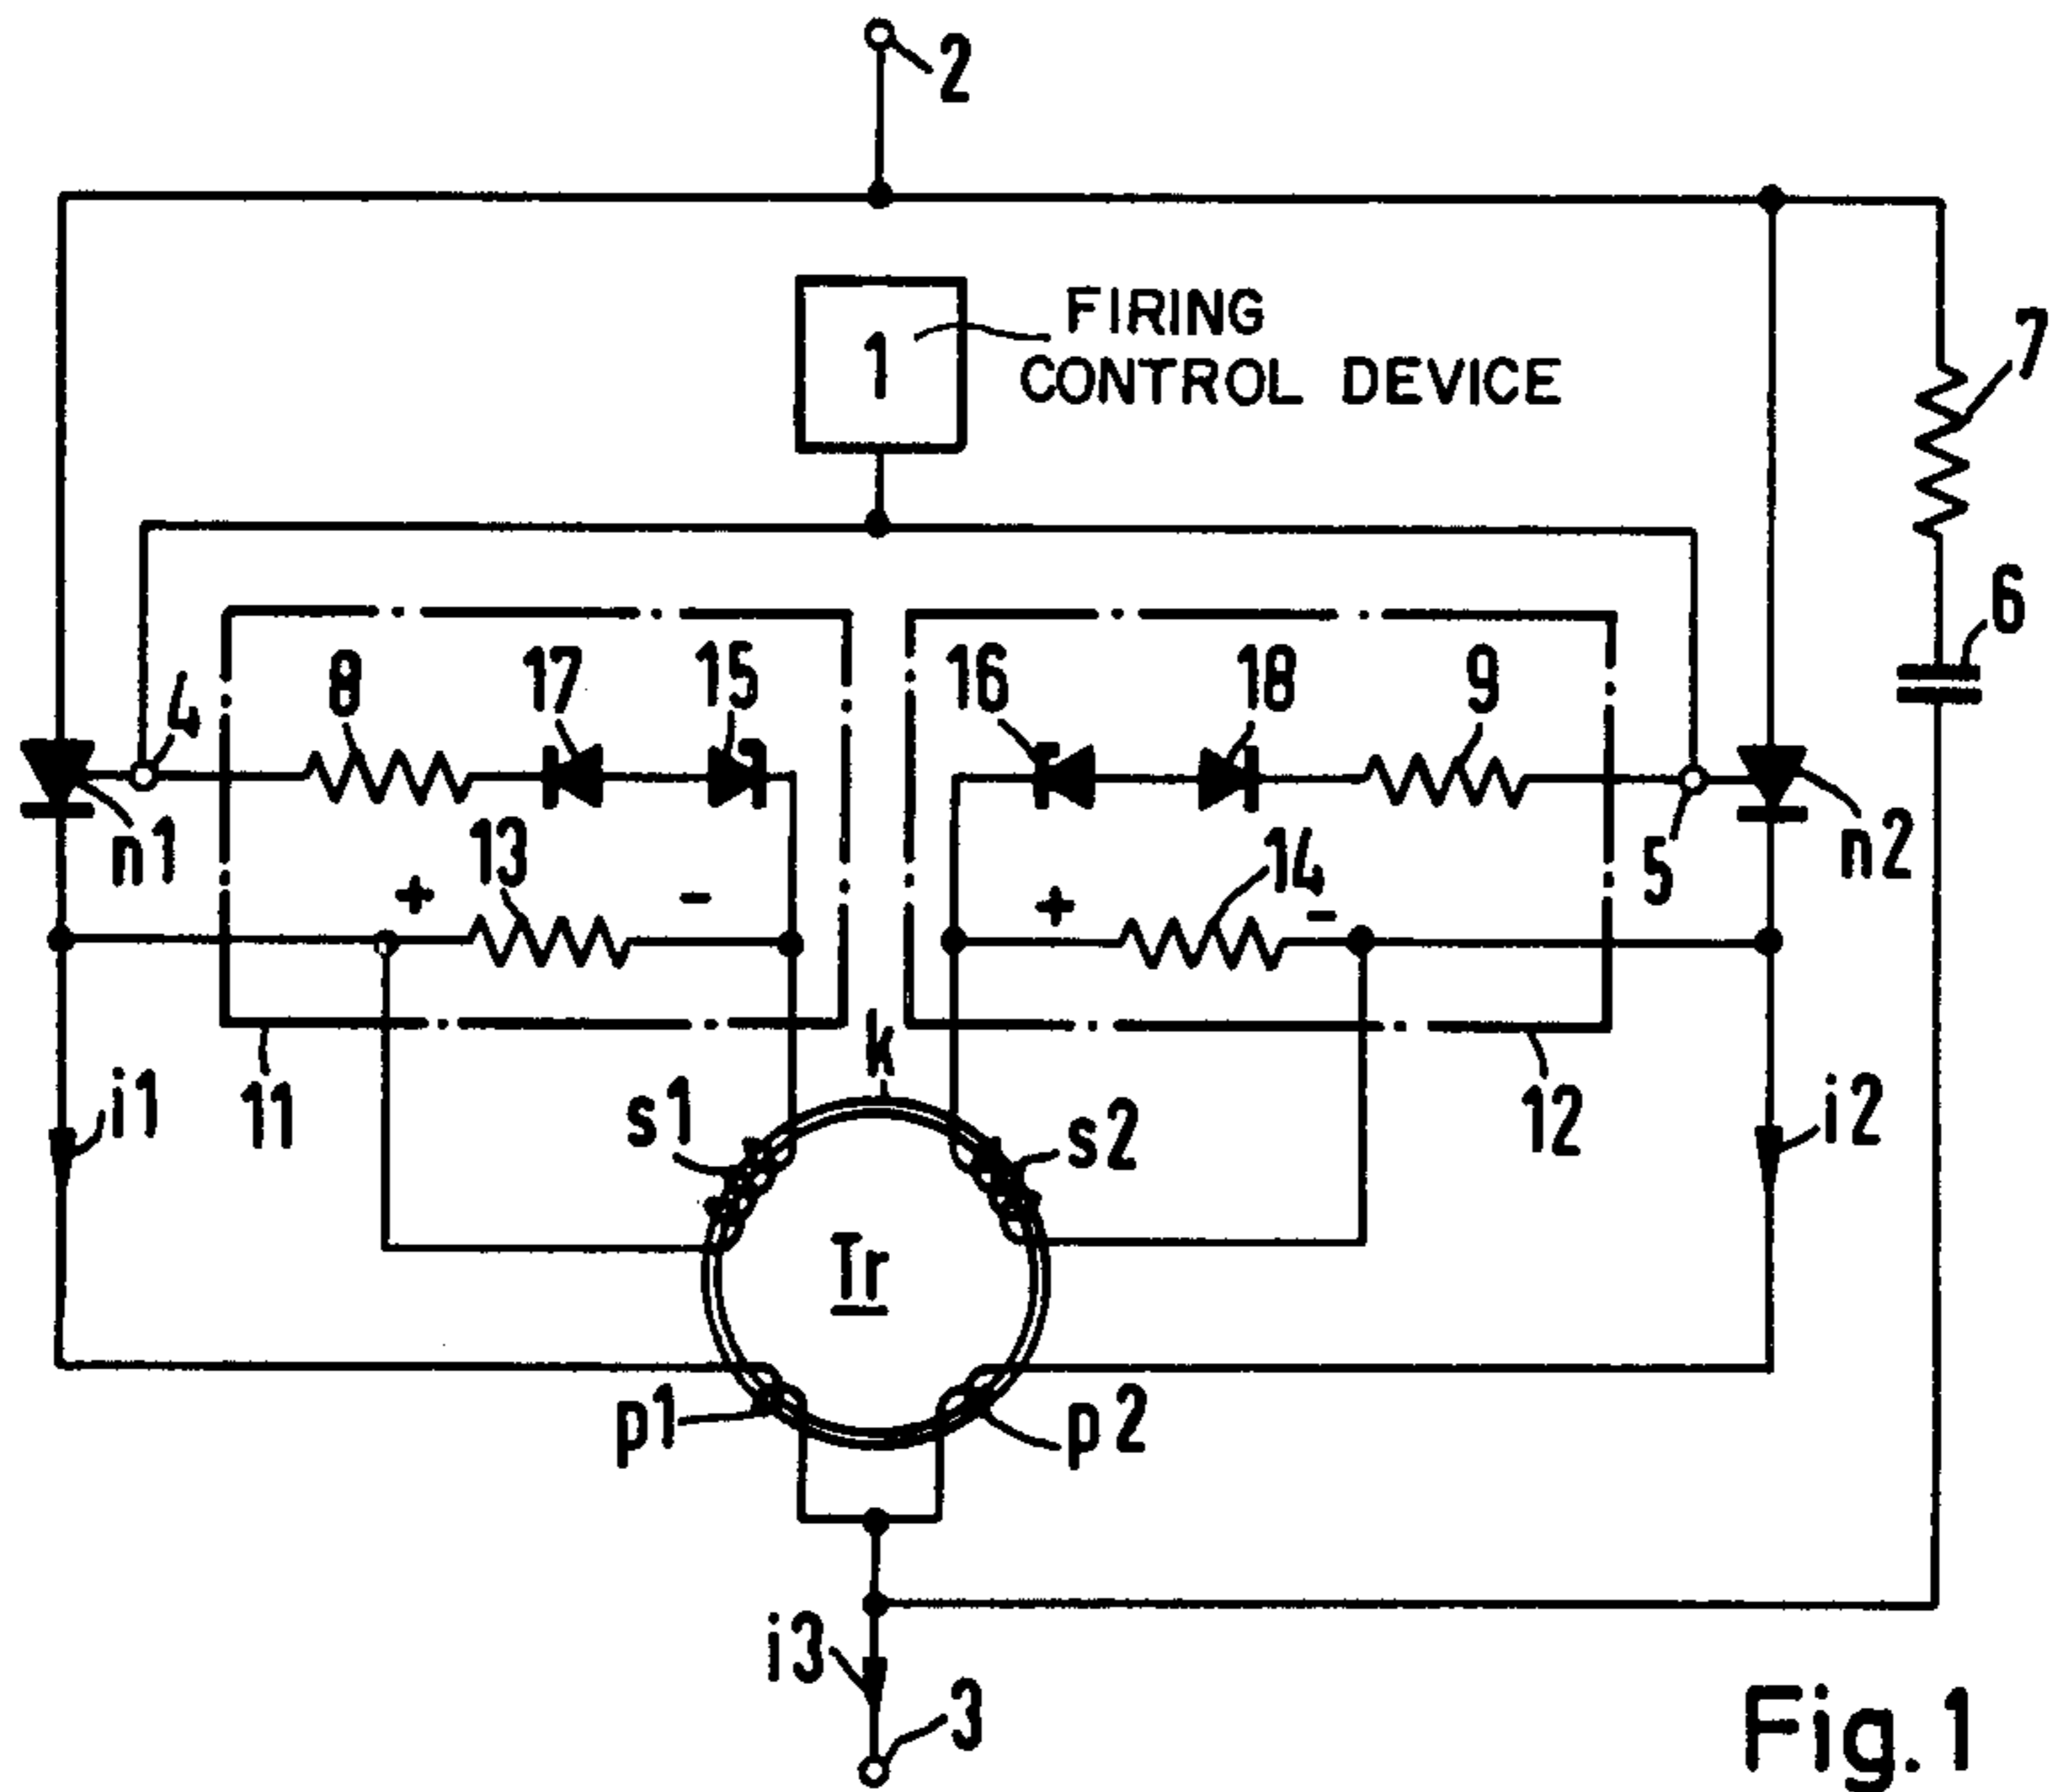 2
FIRING
1
CONTROL DEVICE
7
6
4
8
17
15
16
18
9
n1
13
+
-
+
14
-
5
n2
k
i1
11
s1
s2
12
i2
Tr
p1
p2
i3
3
Fig.1